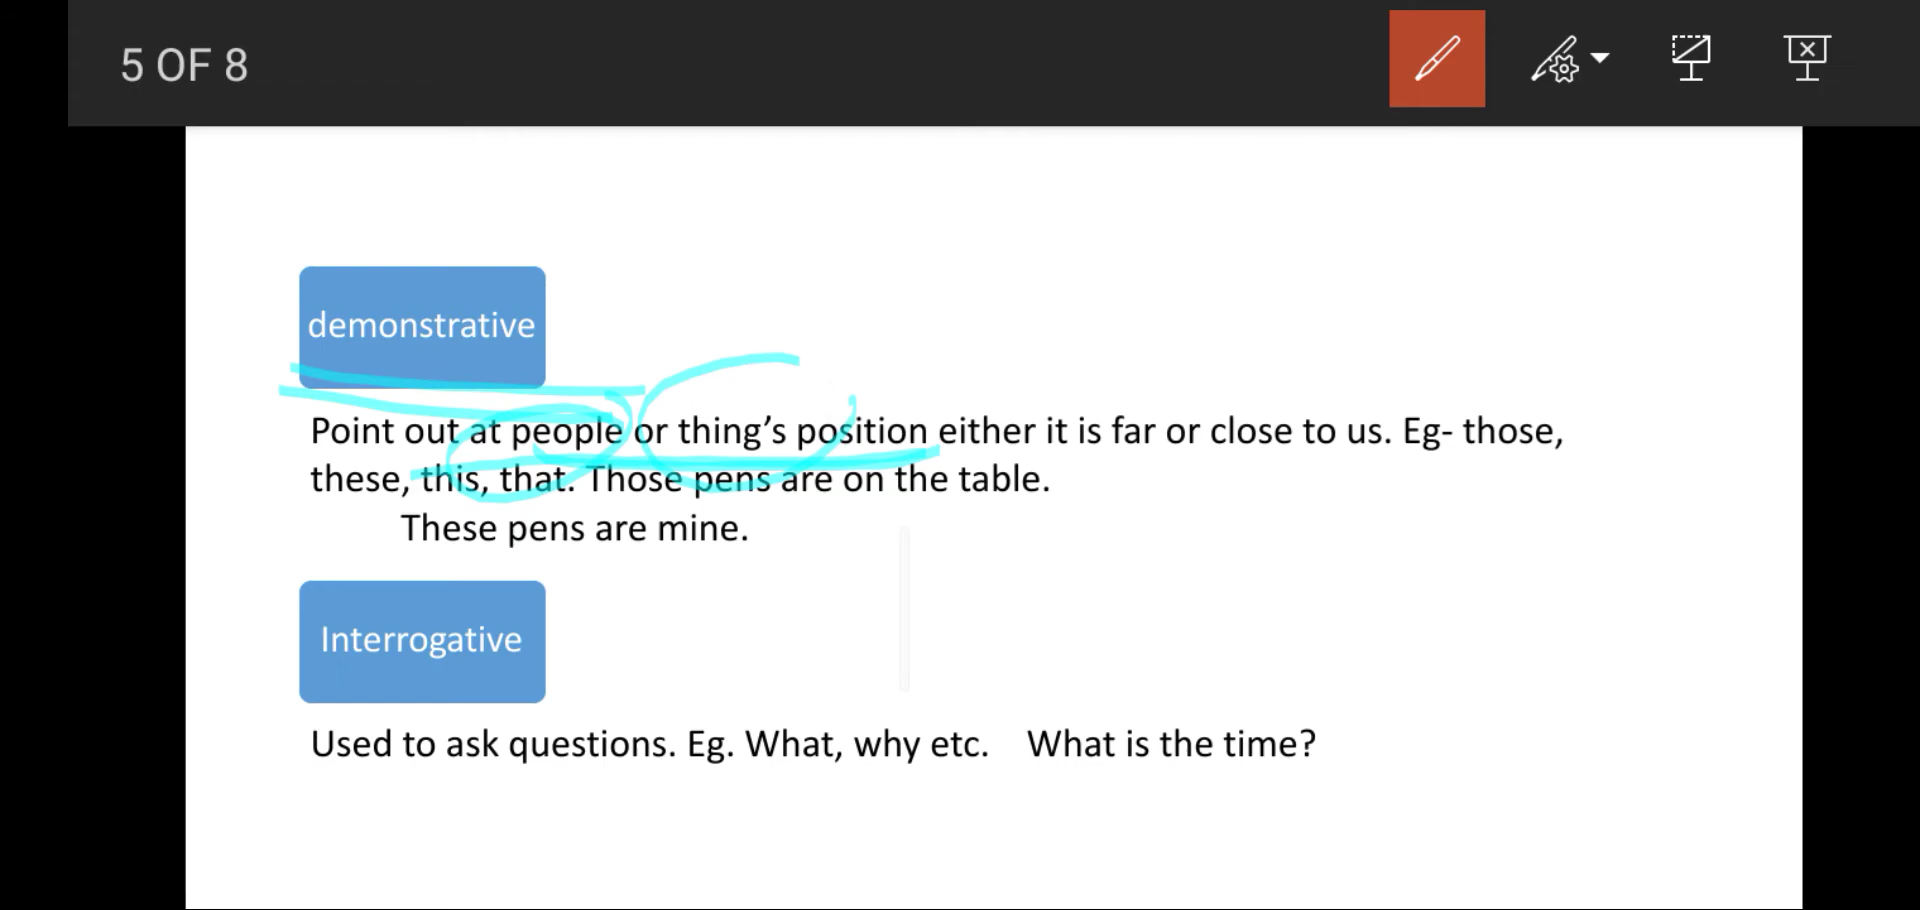 5 OF 8
demonstrative
Point out at people or thing’s position either it is far or close to us. Eg- those,
these, this, that. Those pens are on the table.
These pens are mine.
Interrogative
Used to ask questions. Eg. What, why etc. What is the time?